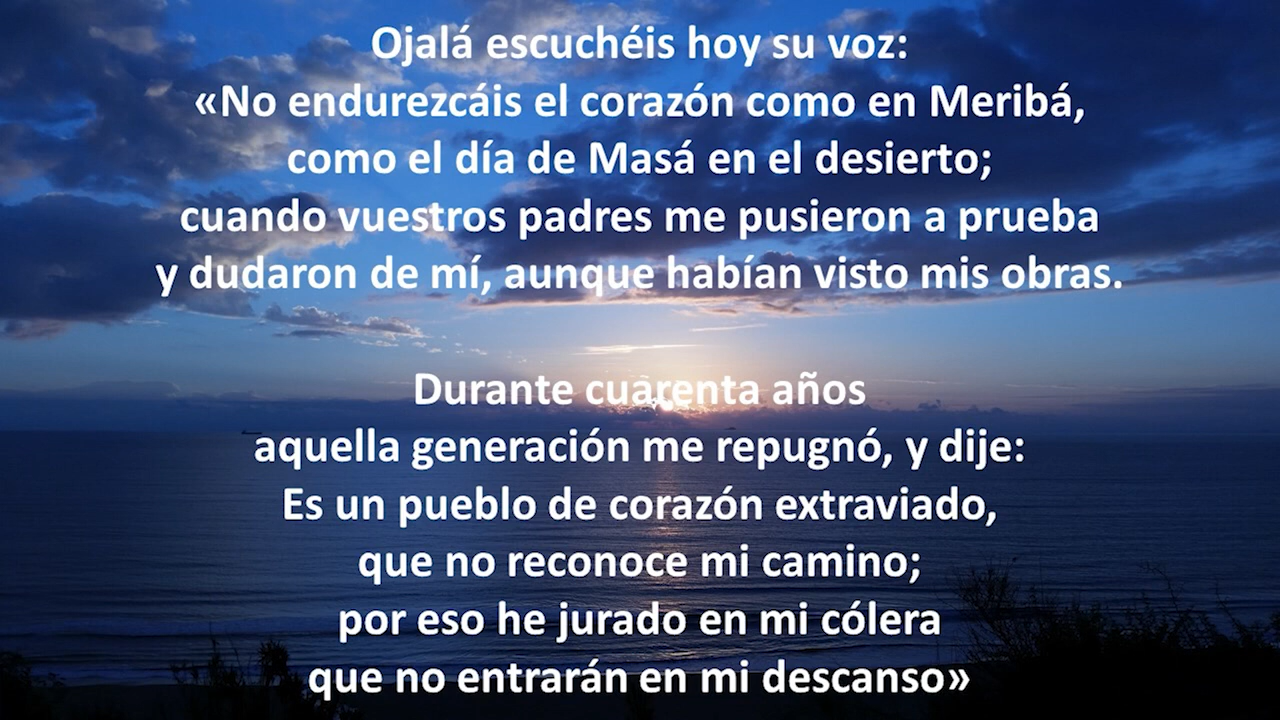 Ojalá escuchéis hoy su voz:
«No endurezcáis el corazón como en Meribá,
como el día de Masá en el desierto;
cuando vuestros padres me pusieron a prueba
y dudaron de mí, aunque habían visto mis obras.
Durante cuarenta años
aquella generación me repugnó, y dije:
Es un pueblo de corazón extraviado,
que no reconoce mi camino;
por eso he jurado en mi cólera
que no entrarán en mi descanso»